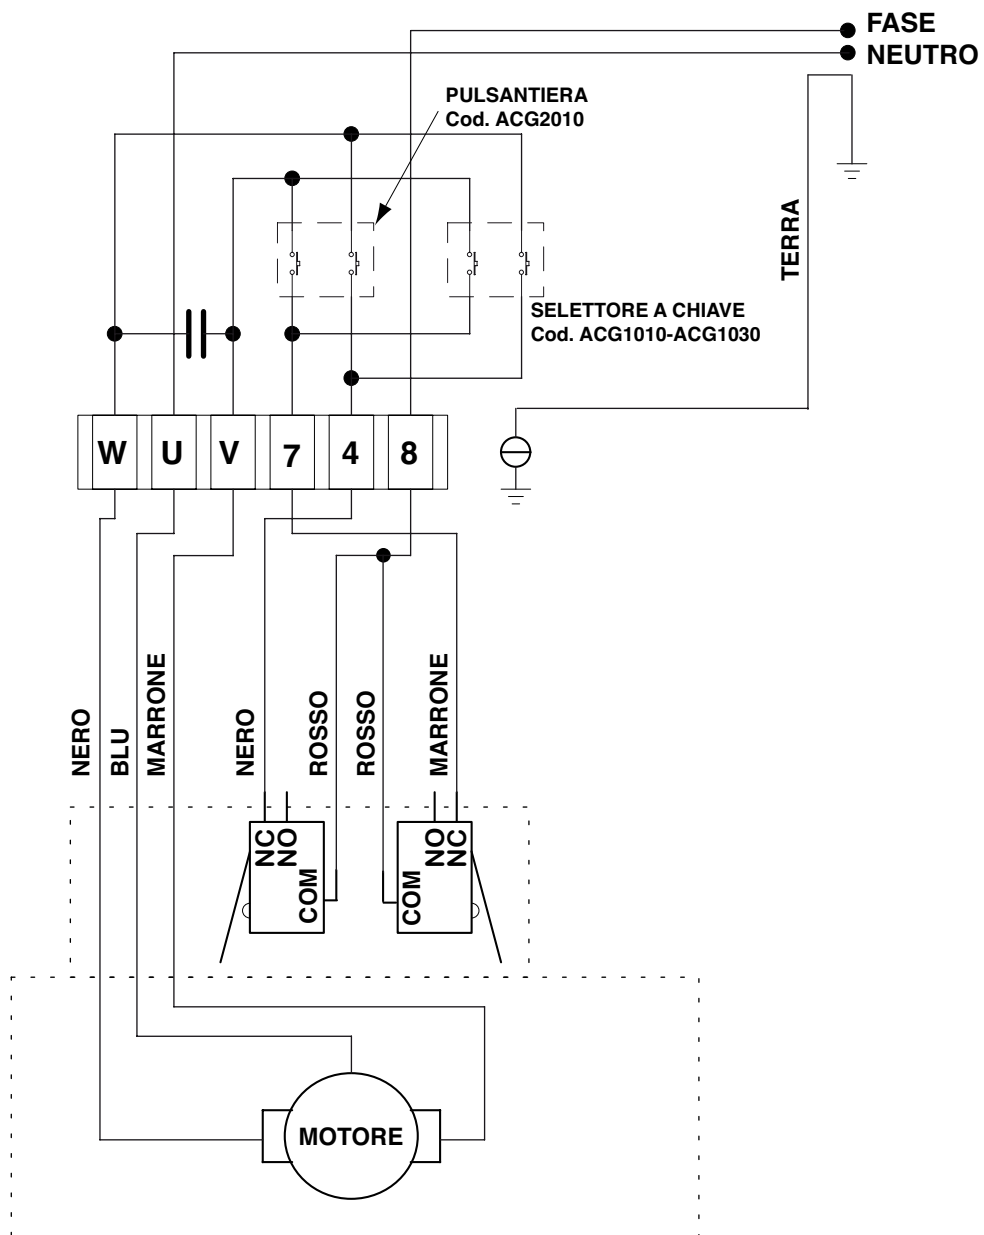 FASE
NEUTRO
PULSANTIERA
Cod. ACG2010
TERRA
SELETTORE A CHIAVE
Cod. ACG1010-ACG1030
W U V 7 4 8
NERO
BLU
MARRONE
NERO
ROSSO
ROSSO
MARRONE
NC
NO
COM
NO
NC
COM
MOTORE